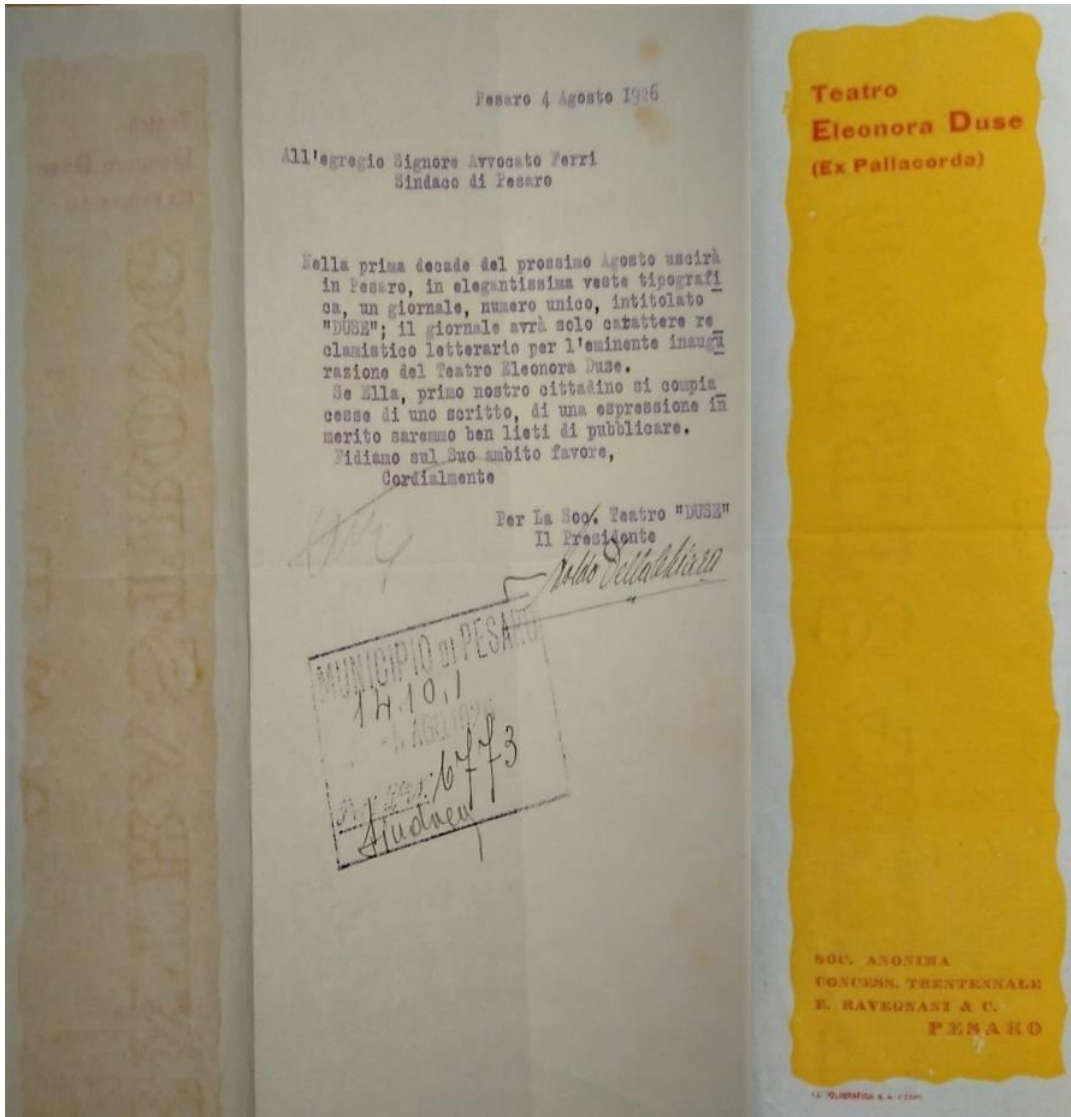 Pesaro 4 Agosto 1926
All'egregio Signore Avvocato Ferri
Sindaco di Pesaro
Nella prima decade del prossimo Agosto uscirà
in Pesaro, in elegantissima veste tipografi
ca, un giornale, numero unico, intitolato
"DUSE"; il giornale avrà solo carattere re
clamistico letterario per l'eminente inaugu
razione del Teatro Eleonora Duse.
Se Ella, primo nostro cittadino si compia
cesse di uno scritto, di una espressione in
merito saremmo ben lieti di pubblicare.
Fidiamo sul Suo ambito favore,
Cordialmente
Per La Soc. Teatro "DUSE"
Il Presidente
Dellachiara
MUNICIPIO DI PESARO
14.10.1
AGO. 1926
6773
Sindaco
Teatro
Eleonora Duse
(Ex Pallacorda)
SOC. ANONIMA
CONCESS. TRENTENNALE
E. RAVEGNANI & C.
PESARO